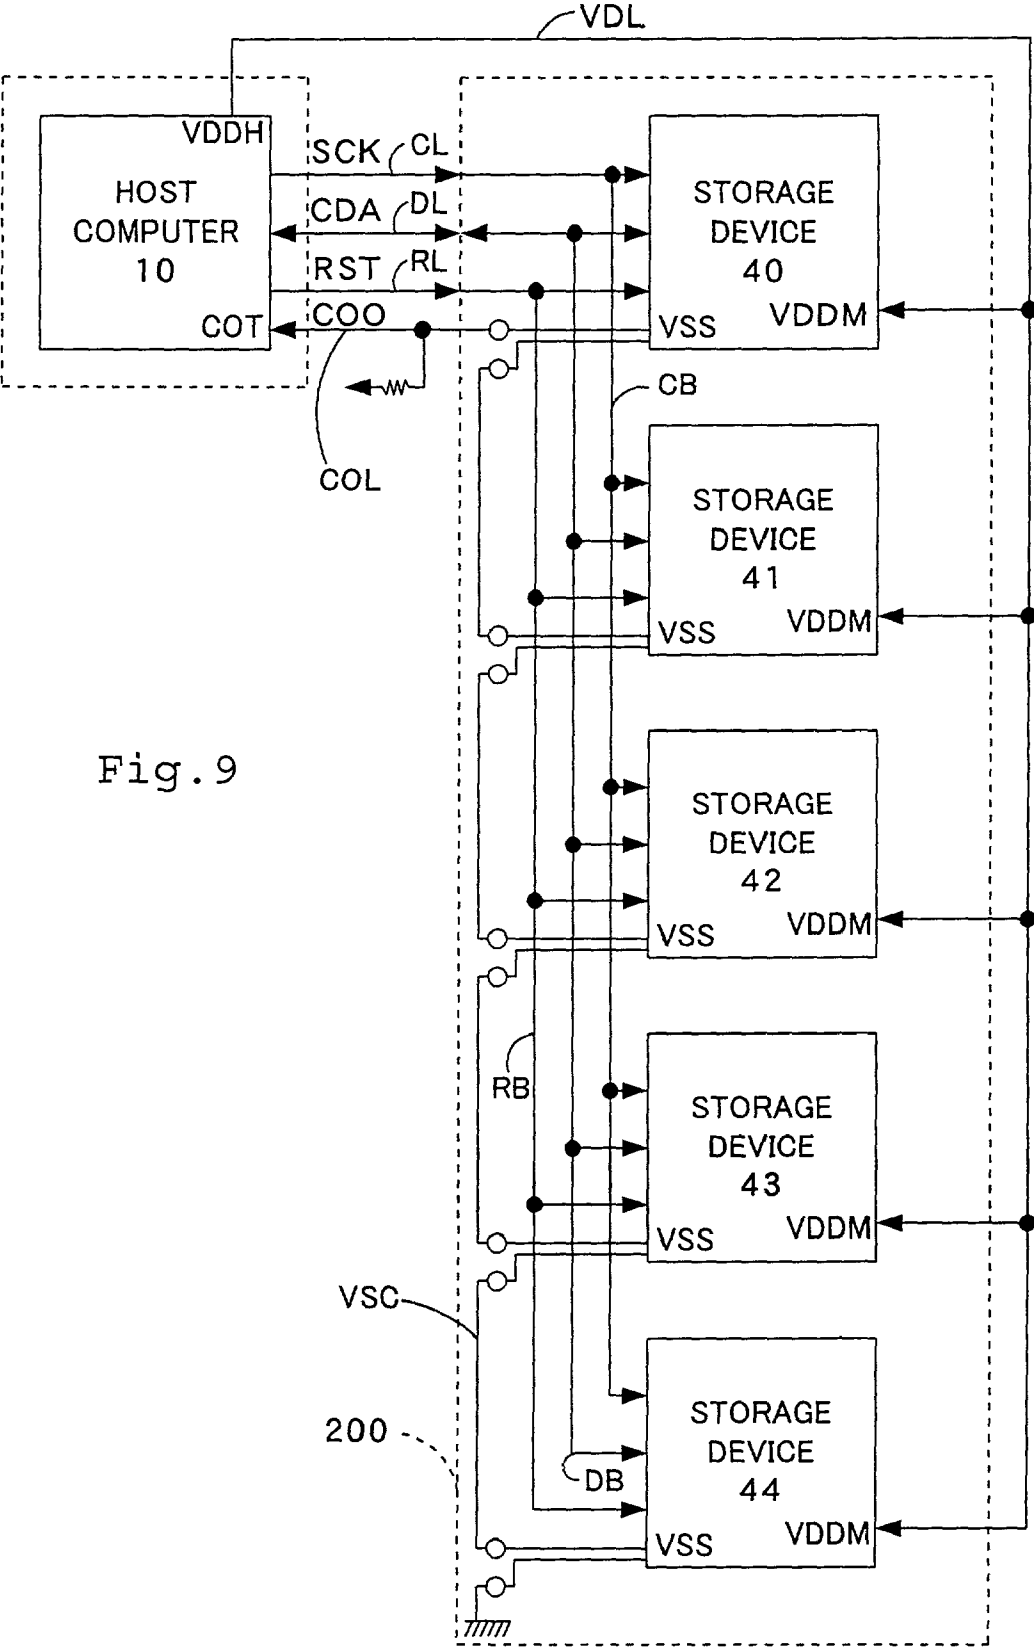 VDL
VDDH
HOST
COMPUTER
10
COT
SCK
CL
CDA
DL
RST
RL
COO
COL
STORAGE
DEVICE
40
VSS
VDDM
CB
STORAGE
DEVICE
41
VSS
VDDM
Fig.9
STORAGE
DEVICE
42
VSS
VDDM
RB
STORAGE
DEVICE
43
VSS
VDDM
VSC
200
STORAGE
DEVICE
44
DB
VSS
VDDM